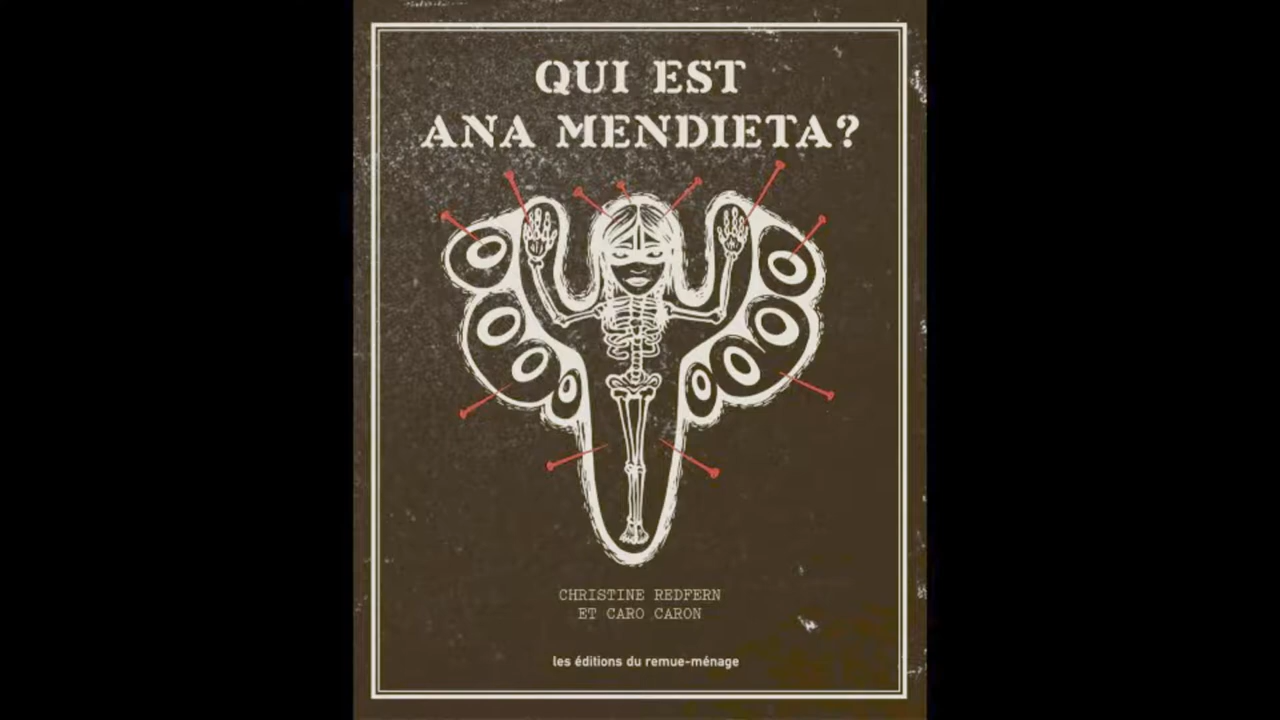 QUI EST
ANA MENDIETA?
CHRISTINE REDFERN
ET CARO CARON
les éditions du remue-ménage